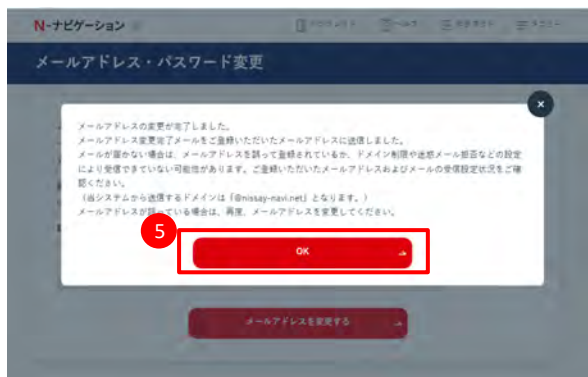 N-ナビゲーション
メールアドレス・パスワード変更
メールアドレスの変更が完了しました。
メールアドレス変更完了メールをご登録いただいたメールアドレスに送信しました。
メールが届かない場合は、メールアドレスを誤って登録されているか、ドメイン制限や迷惑メール拒否などの設定
により受信できていない可能性があります。ご登録いただいたメールアドレスおよびメールの受信設定状況をご確
認ください。
（当システムから送信するドメインは「@nissay-navi.net」となります。）
メールアドレスが誤っている場合は、再度、メールアドレスを変更してください。
5
OK
メールアドレスを変更する